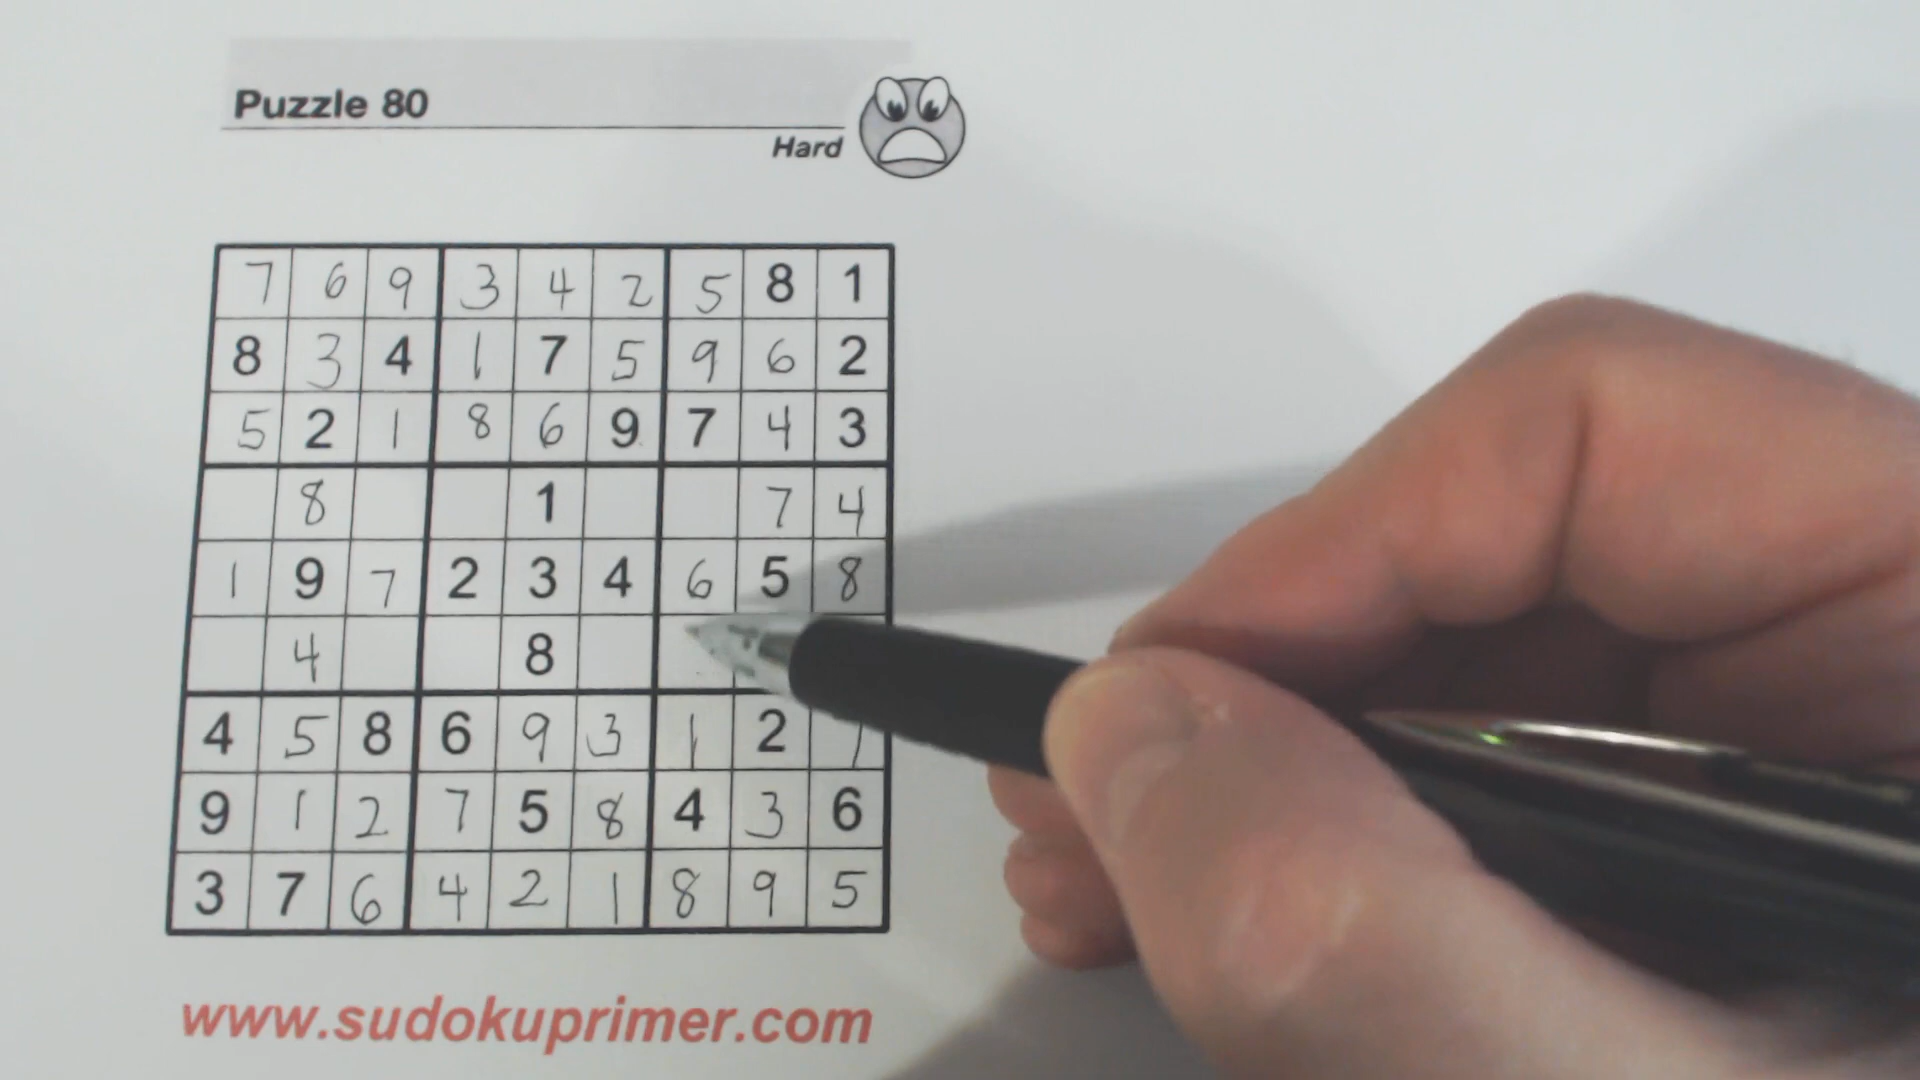 Puzzle 80
Hard
7 6 9 3 4 2 5 8 1
8 3 4 1 7 5 9 6 2
5 2 1 8 6 9 7 4 3
8 1 7 4
1 9 7 2 3 4 6 5 8
4 8
4 5 8 6 9 3 1 2
9 1 2 7 5 8 4 3 6
3 7 6 4 2 1 8 9 5
www.sudokuprimer.com